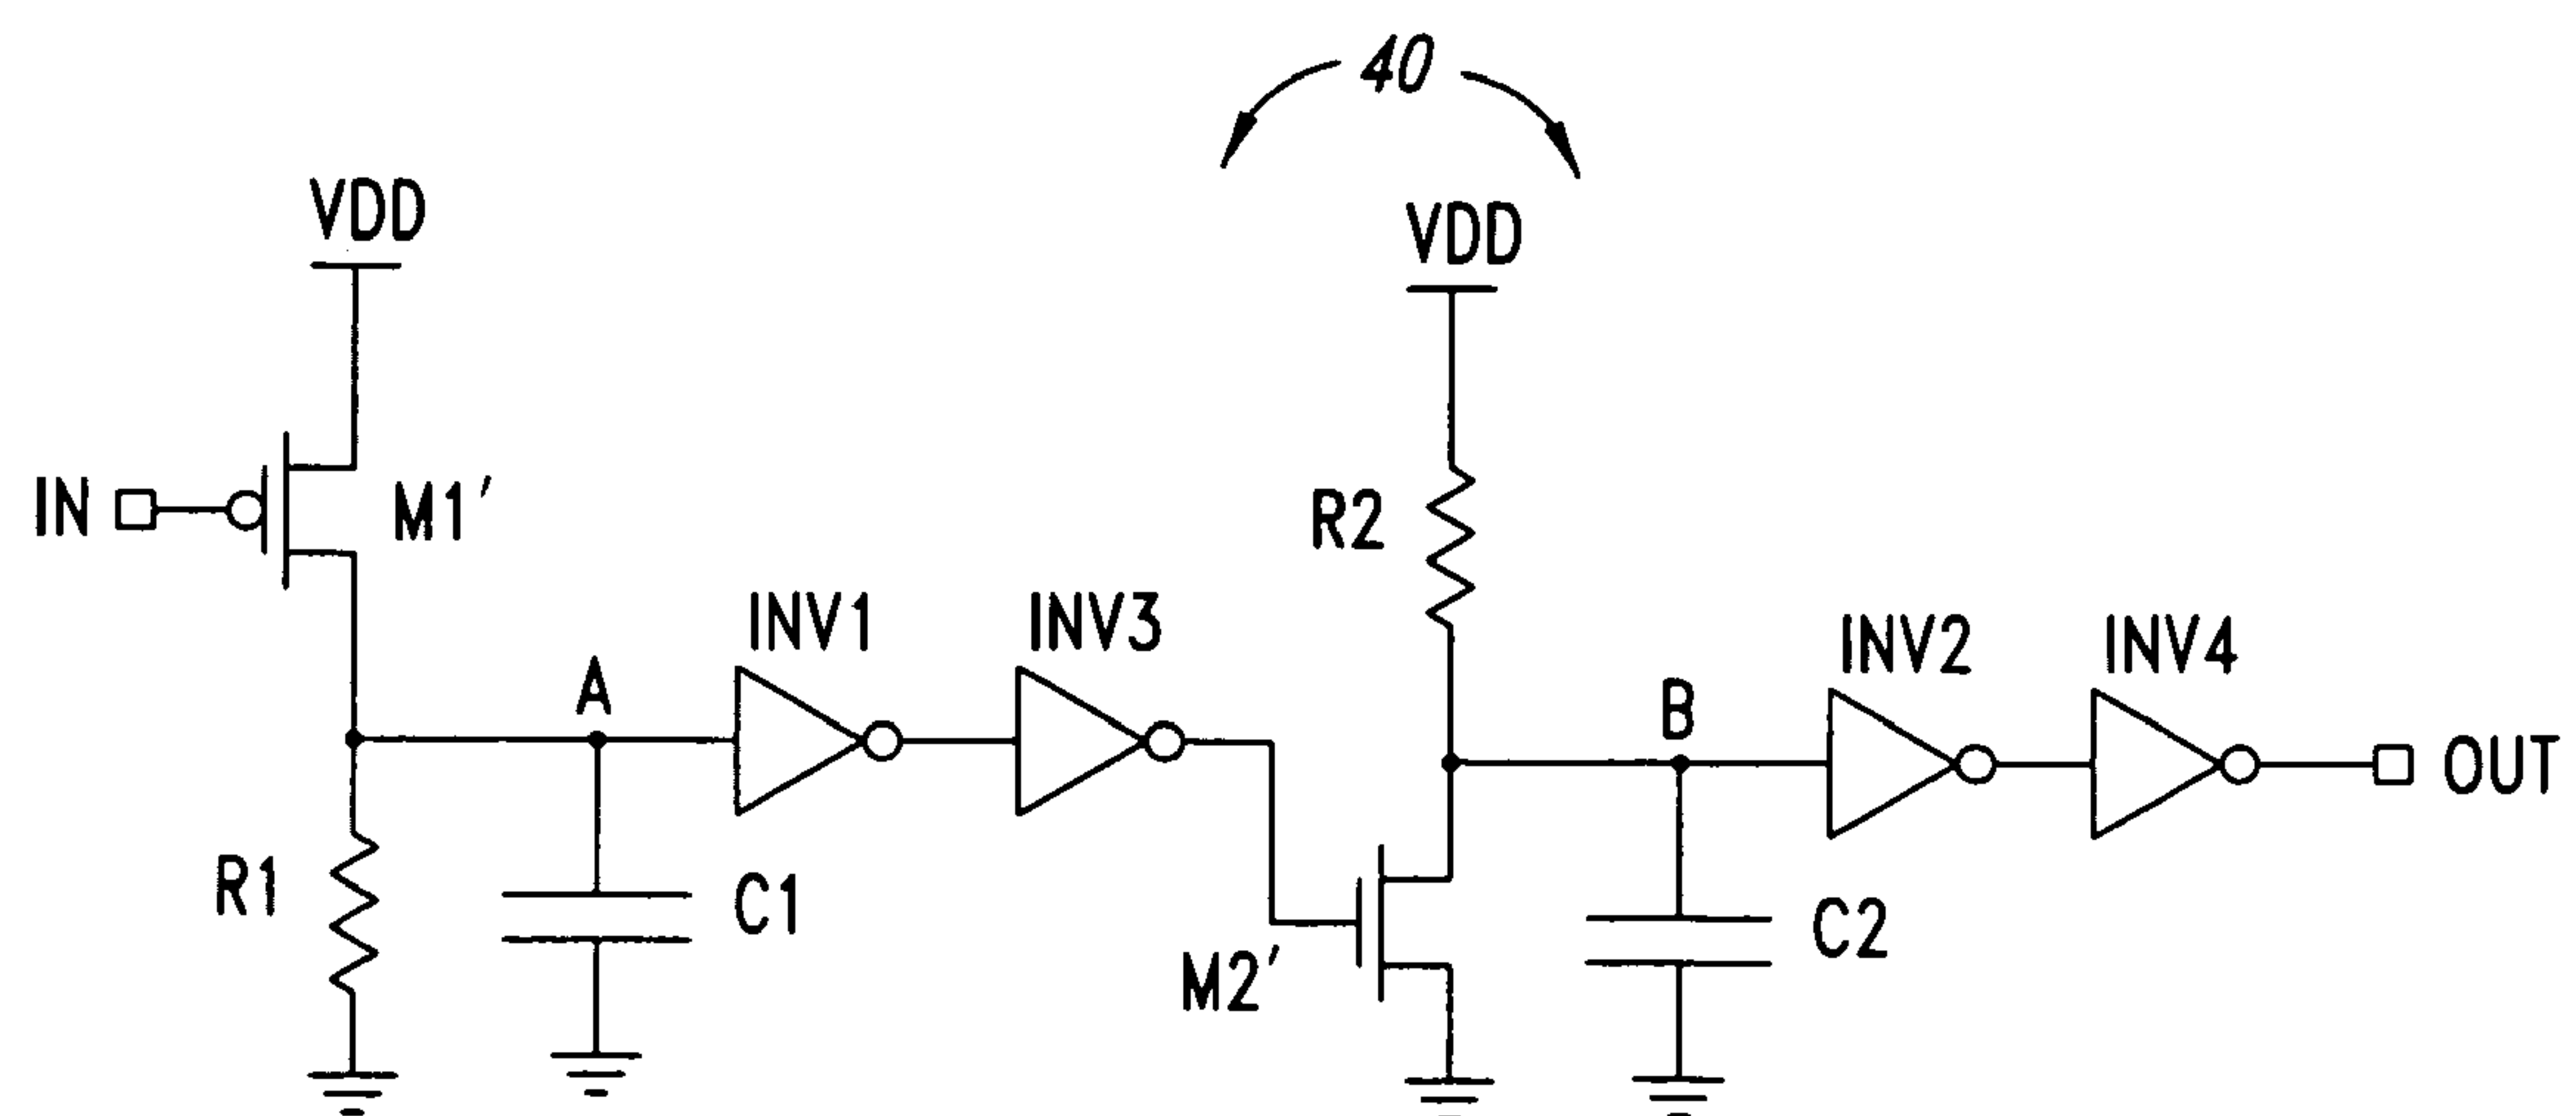 40
VDD
VDD
IN
M1′
R2
INV1
INV3
INV2
INV4
A
B
OUT
R1
C1
M2′
C2